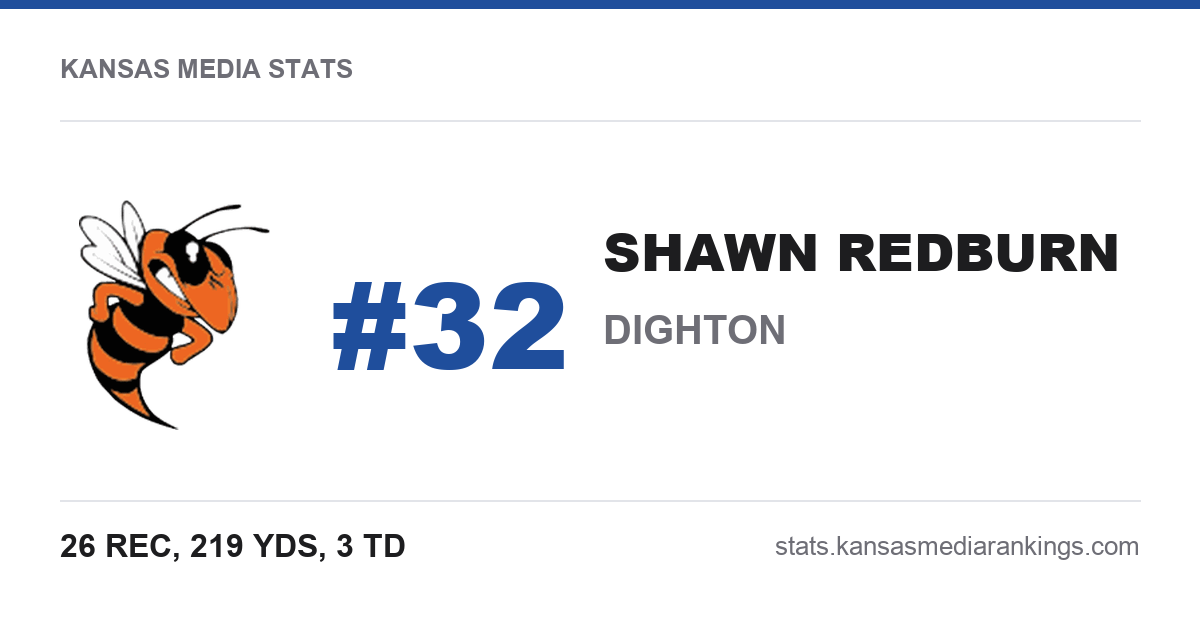 KANSAS MEDIA STATS
#32
SHAWN REDBURN
DIGHTON
26 REC, 219 YDS, 3 TD
stats.kansasmediarankings.com